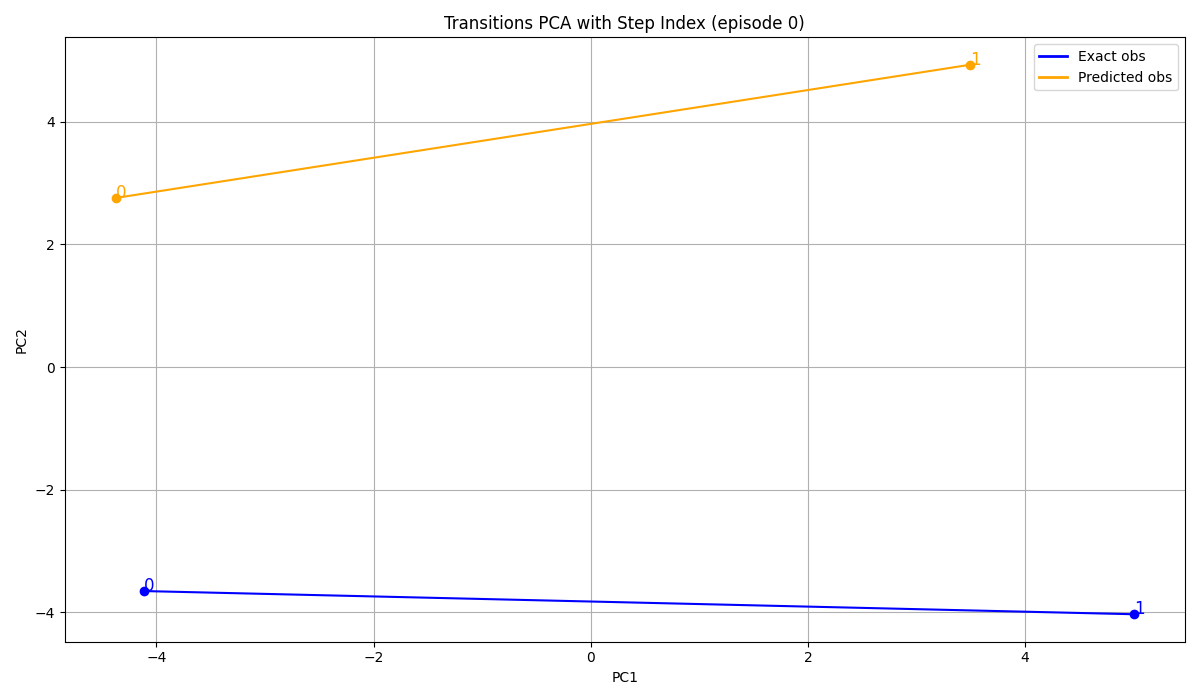 Transitions PCA with Step Index (episode 0)
Exact obs
Predicted obs
PC2
4
2
0
−2
−4
0
1
0
1
−4
−2
0
2
4
PC1